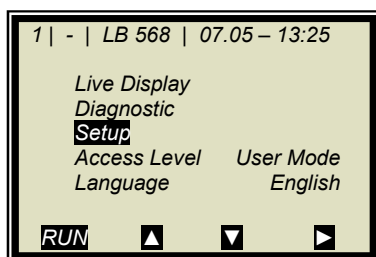 1 | - | LB 568 | 07.05 – 13:25
Live Display
Diagnostic
Setup
Access Level User Mode
Language English
RUN ▲ ▼ ►